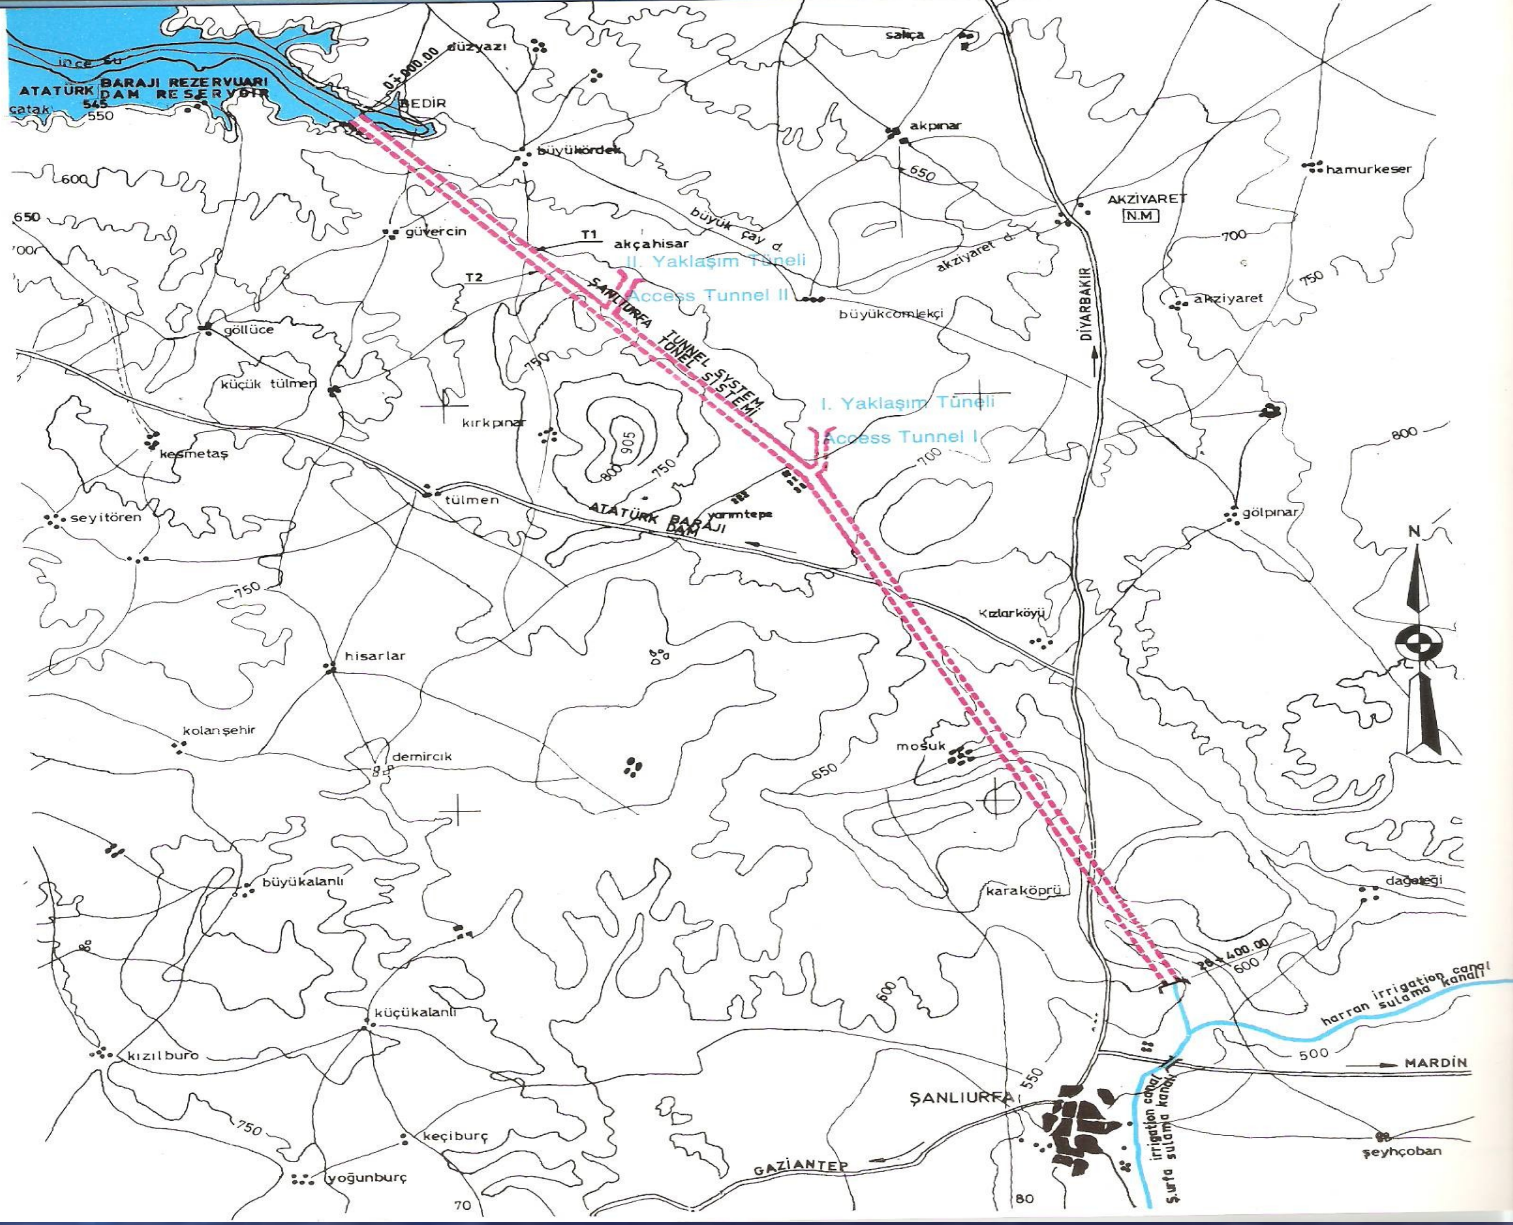 düzyazı
salıca
ince su
0+000.00
ATATÜRK BARAJI REZERVUARI
DAM RESERVOIR
BEDİR
çatak
545
550
akpınar
büyükördek
hamurkeser
600
650
AKZİYARET
N.M
650
büyük çay d.
700
güvercin
T1
akçahisar
II. Yaklaşım Tüneli
akziyaret d.
700
750
T2
Access Tunnel II
ŞANLIURFA TUNNEL SYSTEM
TÜNEL SİSTEMİ
akziyaret
büyükcömlekçi
göllüce
DİYARBAKIR
750
küçük tülmen
I. Yaklaşım Tüneli
kırkpınar
905
Access Tunnel I
800
kesmetaş
800
750
700
tülmen
ATATÜRK BARAJI
DAM
yarımtepe
seyitören
gölpınar
N
750
Kızlarköyü
hisarlar
kolanşehir
mosuk
demircik
650
büyükalanlı
karaköprü
dağeteği
26+400.00
600
harran irrigation canal
sulama kanalı
600
küçükalanlı
500
kızılburo
MARDİN
550
ŞANLIURFA
irrigation canal
Ş.urfa sulama kanalı
750
keçiburç
şeyhçoban
GAZİANTEP
yoğunburç
70
80